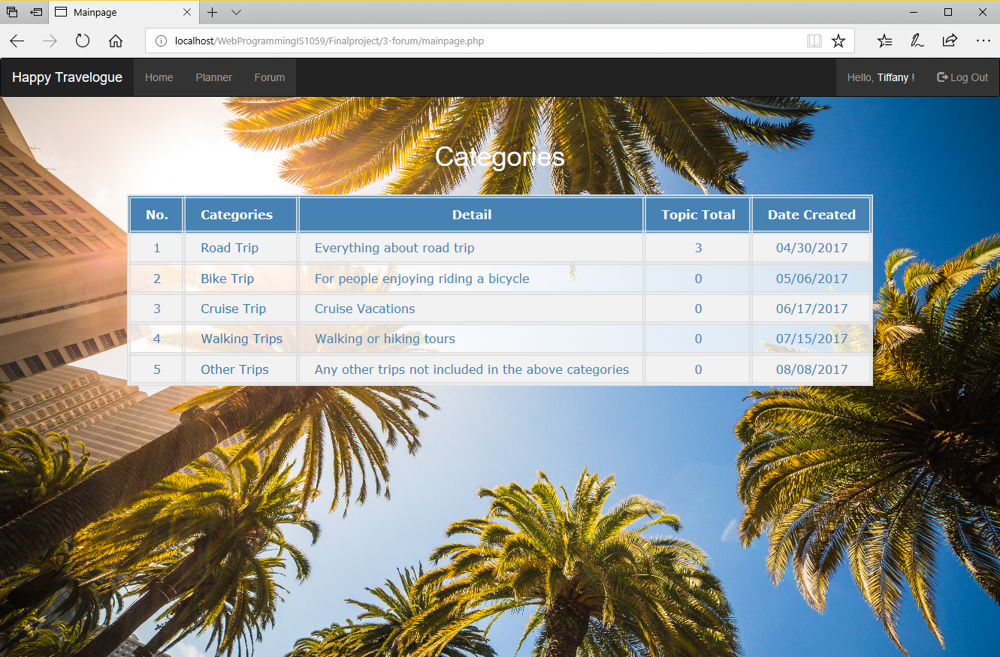 Mainpage
localhost/WebProgrammingIS1059/Finalproject/3-forum/mainpage.php
Happy Travelogue Home Planner Forum Hello, Tiffany ! Log Out
Categories
No. Categories Detail Topic Total Date Created
1 Road Trip Everything about road trip 3 04/30/2017
2 Bike Trip For people enjoying riding a bicycle 0 05/06/2017
3 Cruise Trip Cruise Vacations 0 06/17/2017
4 Walking Trips Walking or hiking tours 0 07/15/2017
5 Other Trips Any other trips not included in the above categories 0 08/08/2017